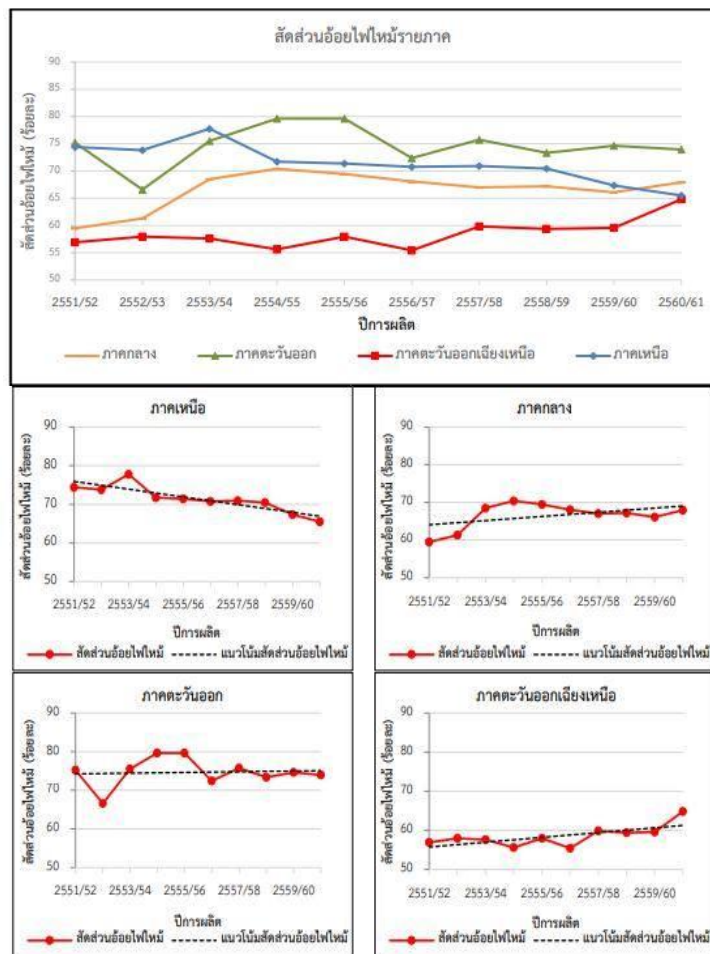 สัดส่วนอ้อยไฟไหม้รายภาค
สัดส่วนอ้อยไฟไหม้ (ร้อยละ)
90
85
80
75
70
65
60
55
50
2551/52 2552/53 2553/54 2554/55 2555/56 2556/57 2557/58 2558/59 2559/60 2560/61
ปีการผลิต
ภาคกลาง ภาคตะวันออก ภาคตะวันออกเฉียงเหนือ ภาคเหนือ
ภาคเหนือ
สัดส่วนอ้อยไฟไหม้ (ร้อยละ)
90
80
70
60
50
2551/52 2553/54 2555/56 2557/58 2559/60
ปีการผลิต
สัดส่วนอ้อยไฟไหม้ แนวโน้มสัดส่วนอ้อยไฟไหม้
ภาคกลาง
สัดส่วนอ้อยไฟไหม้ (ร้อยละ)
90
80
70
60
50
2551/52 2553/54 2555/56 2557/58 2559/60
ปีการผลิต
สัดส่วนอ้อยไฟไหม้ แนวโน้มสัดส่วนอ้อยไฟไหม้
ภาคตะวันออก
สัดส่วนอ้อยไฟไหม้ (ร้อยละ)
90
80
70
60
50
2551/52 2553/54 2555/56 2557/58 2559/60
ปีการผลิต
สัดส่วนอ้อยไฟไหม้ แนวโน้มสัดส่วนอ้อยไฟไหม้
ภาคตะวันออกเฉียงเหนือ
สัดส่วนอ้อยไฟไหม้ (ร้อยละ)
90
80
70
60
50
2551/52 2553/54 2555/56 2557/58 2559/60
ปีการผลิต
สัดส่วนอ้อยไฟไหม้ แนวโน้มสัดส่วนอ้อยไฟไหม้